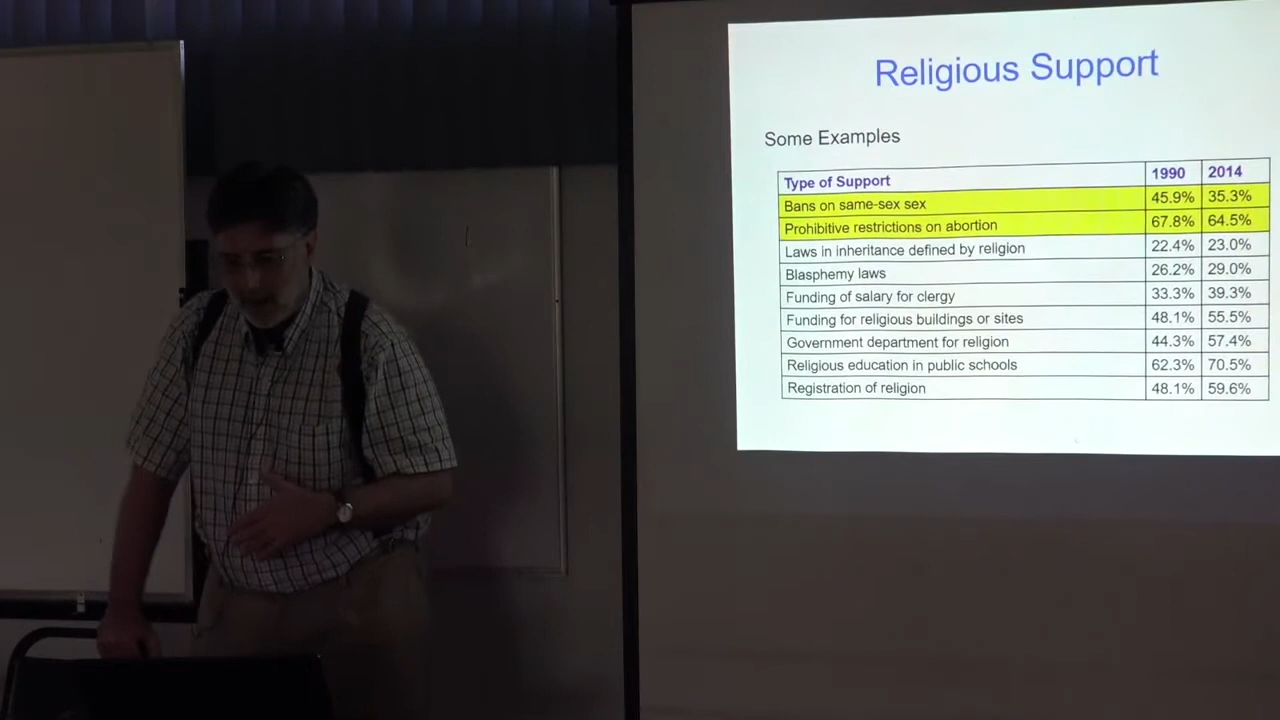 Religious Support
Some Examples
Type of Support 1990 2014
Bans on same-sex sex 45.9% 35.3%
Prohibitive restrictions on abortion 67.8% 64.5%
Laws in inheritance defined by religion 22.4% 23.0%
Blasphemy laws 26.2% 29.0%
Funding of salary for clergy 33.3% 39.3%
Funding for religious buildings or sites 48.1% 55.5%
Government department for religion 44.3% 57.4%
Religious education in public schools 62.3% 70.5%
Registration of religion 48.1% 59.6%